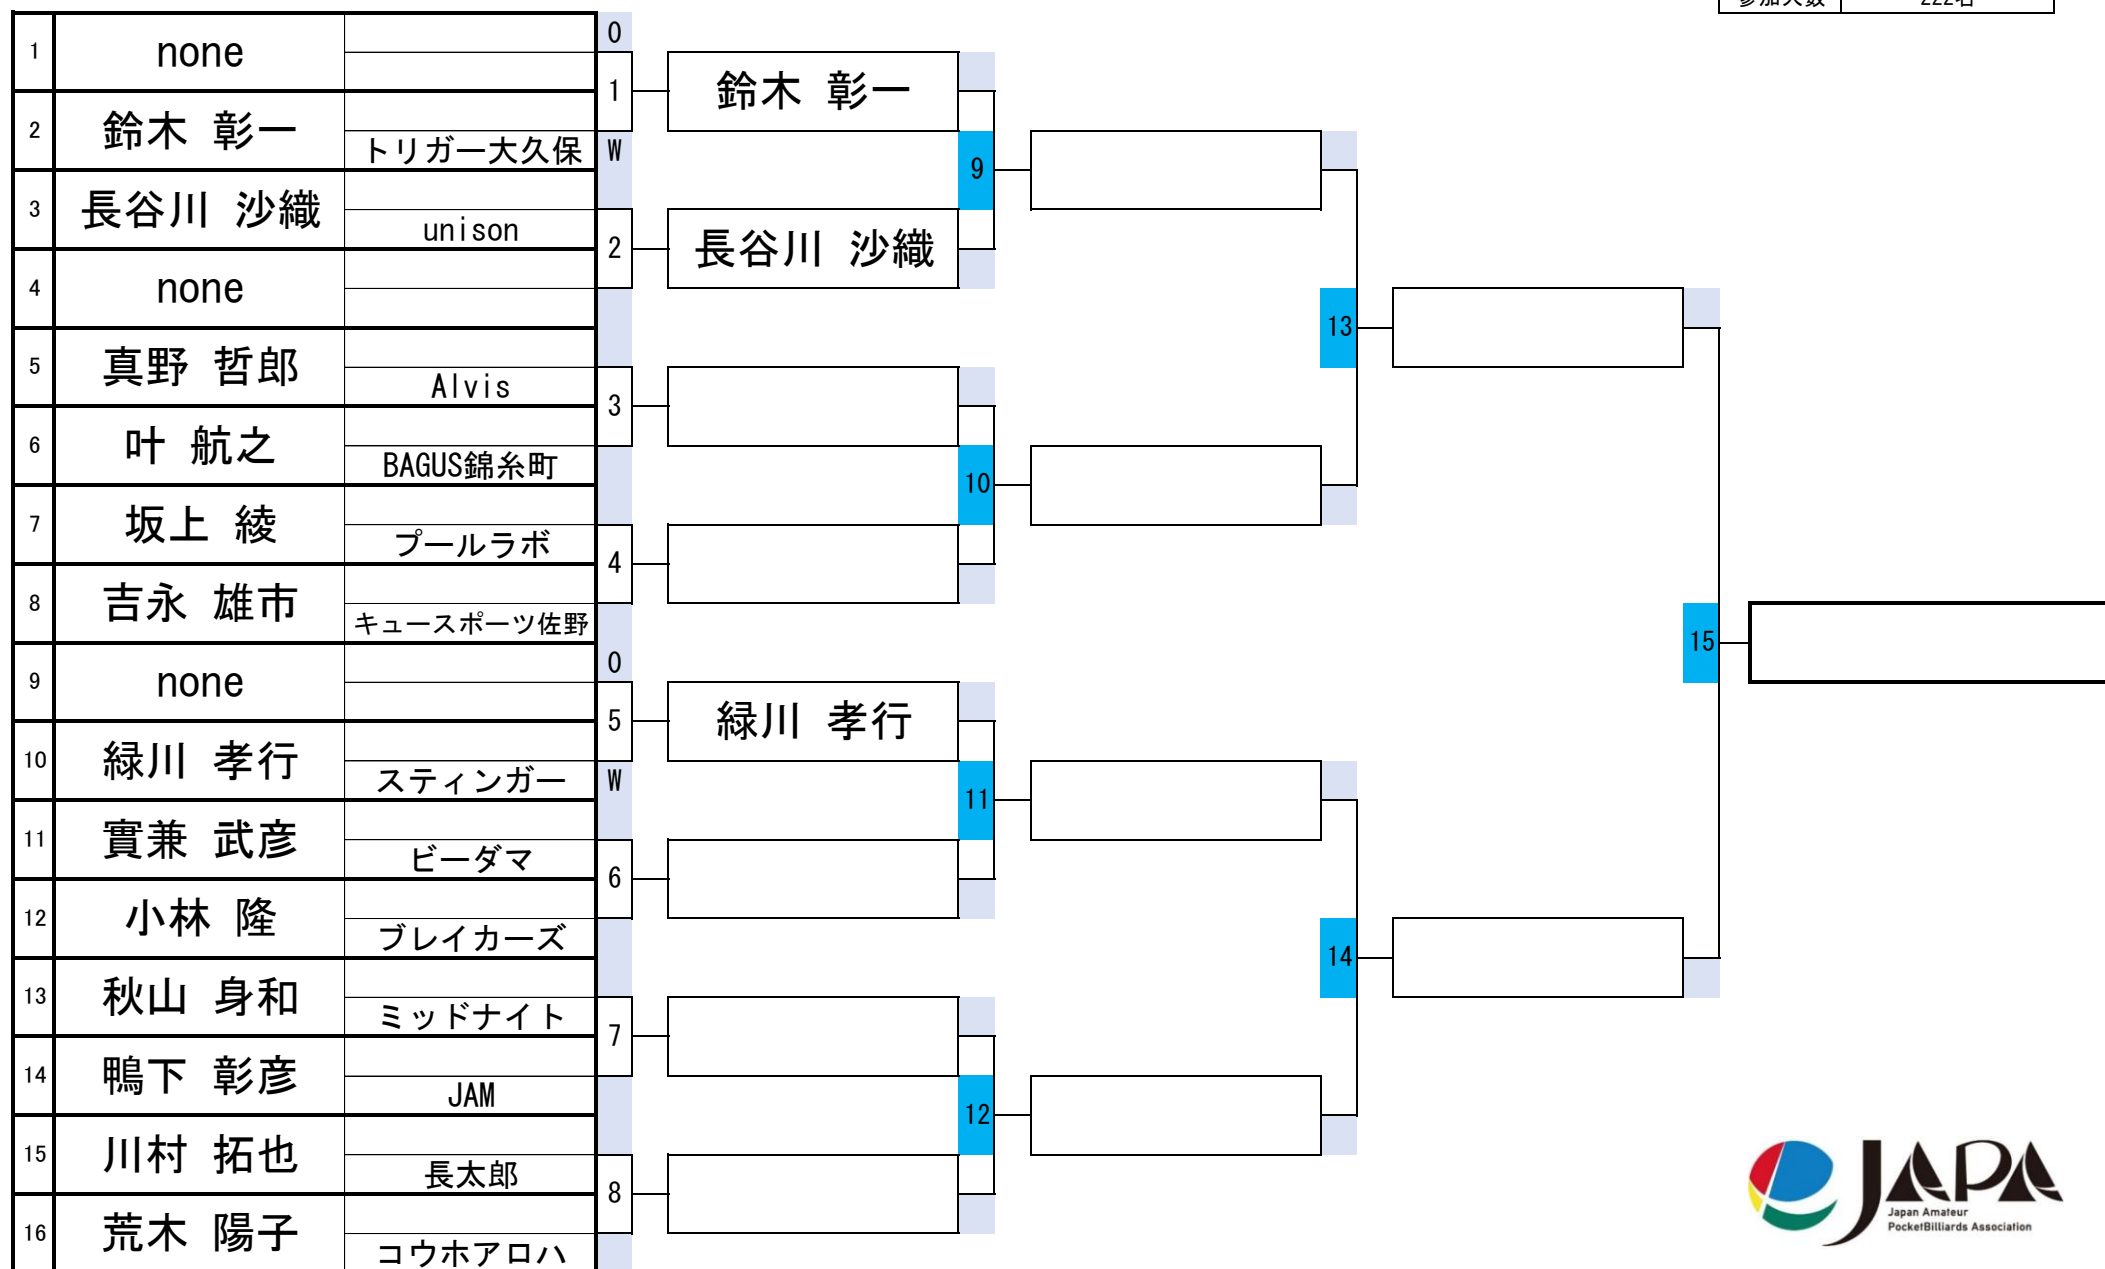 参加人数 222名
1 none 0
1 鈴木 彰一
2 鈴木 彰一 トリガー大久保 W
9
3 長谷川 沙織 unison
2 長谷川 沙織
4 none
13
5 真野 哲郎 Alvis
3
6 叶 航之 BAGUS錦糸町
10
7 坂上 綾 プールラボ
4
8 吉永 雄市 キュースポーツ佐野
15
9 none 0
5 緑川 孝行
10 緑川 孝行 スティンガー W
11
11 實兼 武彦 ビーダマ
6
12 小林 隆 ブレイカーズ
14
13 秋山 身和 ミッドナイト
7
14 鴨下 彰彦 JAM
12
15 川村 拓也 長太郎
8
16 荒木 陽子 コウホアロハ
JAPA
Japan Amateur
PocketBilliards Association